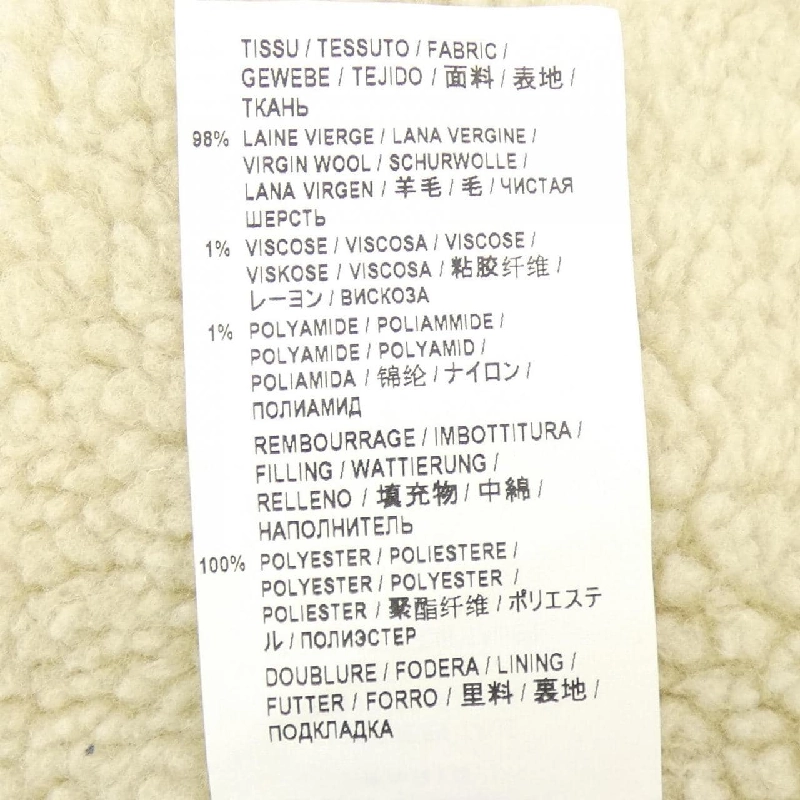 TISSU / TESSUTO / FABRIC /
GEWEBE / TEJIDO / 面料 / 表地 /
ТКАНЬ
98% LAINE VIERGE / LANA VERGINE /
VIRGIN WOOL / SCHURWOLLE /
LANA VIRGEN / 羊毛 / 毛 / ЧИСТАЯ
ШЕРСТЬ
1% VISCOSE / VISCOSA / VISCOSE /
VISKOSE / VISCOSA / 粘胶纤维 /
レーヨン / ВИСКОЗА
1% POLYAMIDE / POLIAMMIDE /
POLYAMIDE / POLYAMID /
POLIAMIDA / 锦纶 / ナイロン /
ПОЛИАМИД
REMBOURRAGE / IMBOTTITURA /
FILLING / WATTIERUNG /
RELLENO / 填充物 / 中綿 /
НАПОЛНИТЕЛЬ
100% POLYESTER / POLIESTERE /
POLYESTER / POLYESTER /
POLIESTER / 聚酯纤维 / ポリエステ
ル / ПОЛИЭСТЕР
DOUBLURE / FODERA / LINING /
FUTTER / FORRO / 里料 / 裏地 /
ПОДКЛАДКА